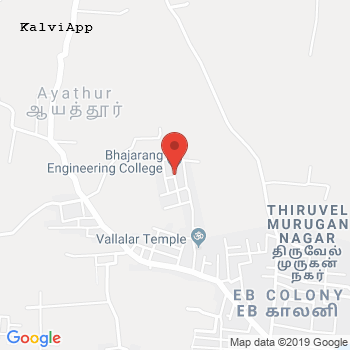 KalviApp
Ayathur
ஆயத்தூர்
Bhajarang
Engineering College
THIRUVEL
MURUGAN
NAGAR
திருவேல்
முருகன்
நகர்
Vallalar Temple
EB COLONY
EB காலனி
Google
Map data ©2019 Google